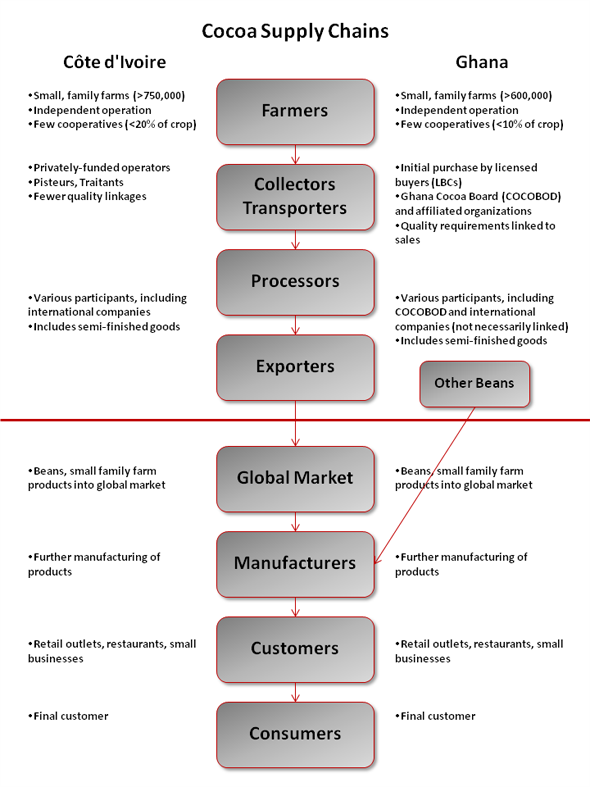 Cocoa Supply Chains
Côte d'Ivoire
Ghana
•Small, family farms (>750,000)
•Independent operation
•Few cooperatives (<20% of crop)
Farmers
•Small, family farms (>600,000)
•Independent operation
•Few cooperatives (<10% of crop)
•Privately-funded operators
•Pisteurs, Traitants
•Fewer quality linkages
Collectors
Transporters
•Initial purchase by licensed
buyers (LBCs)
•Ghana Cocoa Board (COCOBOD)
and affiliated organizations
•Quality requirements linked to
sales
Processors
•Various participants, including
international companies
•Includes semi-finished goods
•Various participants, including
COCOBOD and international
companies (not necessarily linked)
•Includes semi-finished goods
Exporters
Other Beans
•Beans, small family farm
products into global market
Global Market
•Beans, small family farm
products into global market
•Further manufacturing of
products
Manufacturers
•Further manufacturing of
products
•Retail outlets, restaurants, small
businesses
Customers
•Retail outlets, restaurants, small
businesses
•Final customer
Consumers
•Final customer